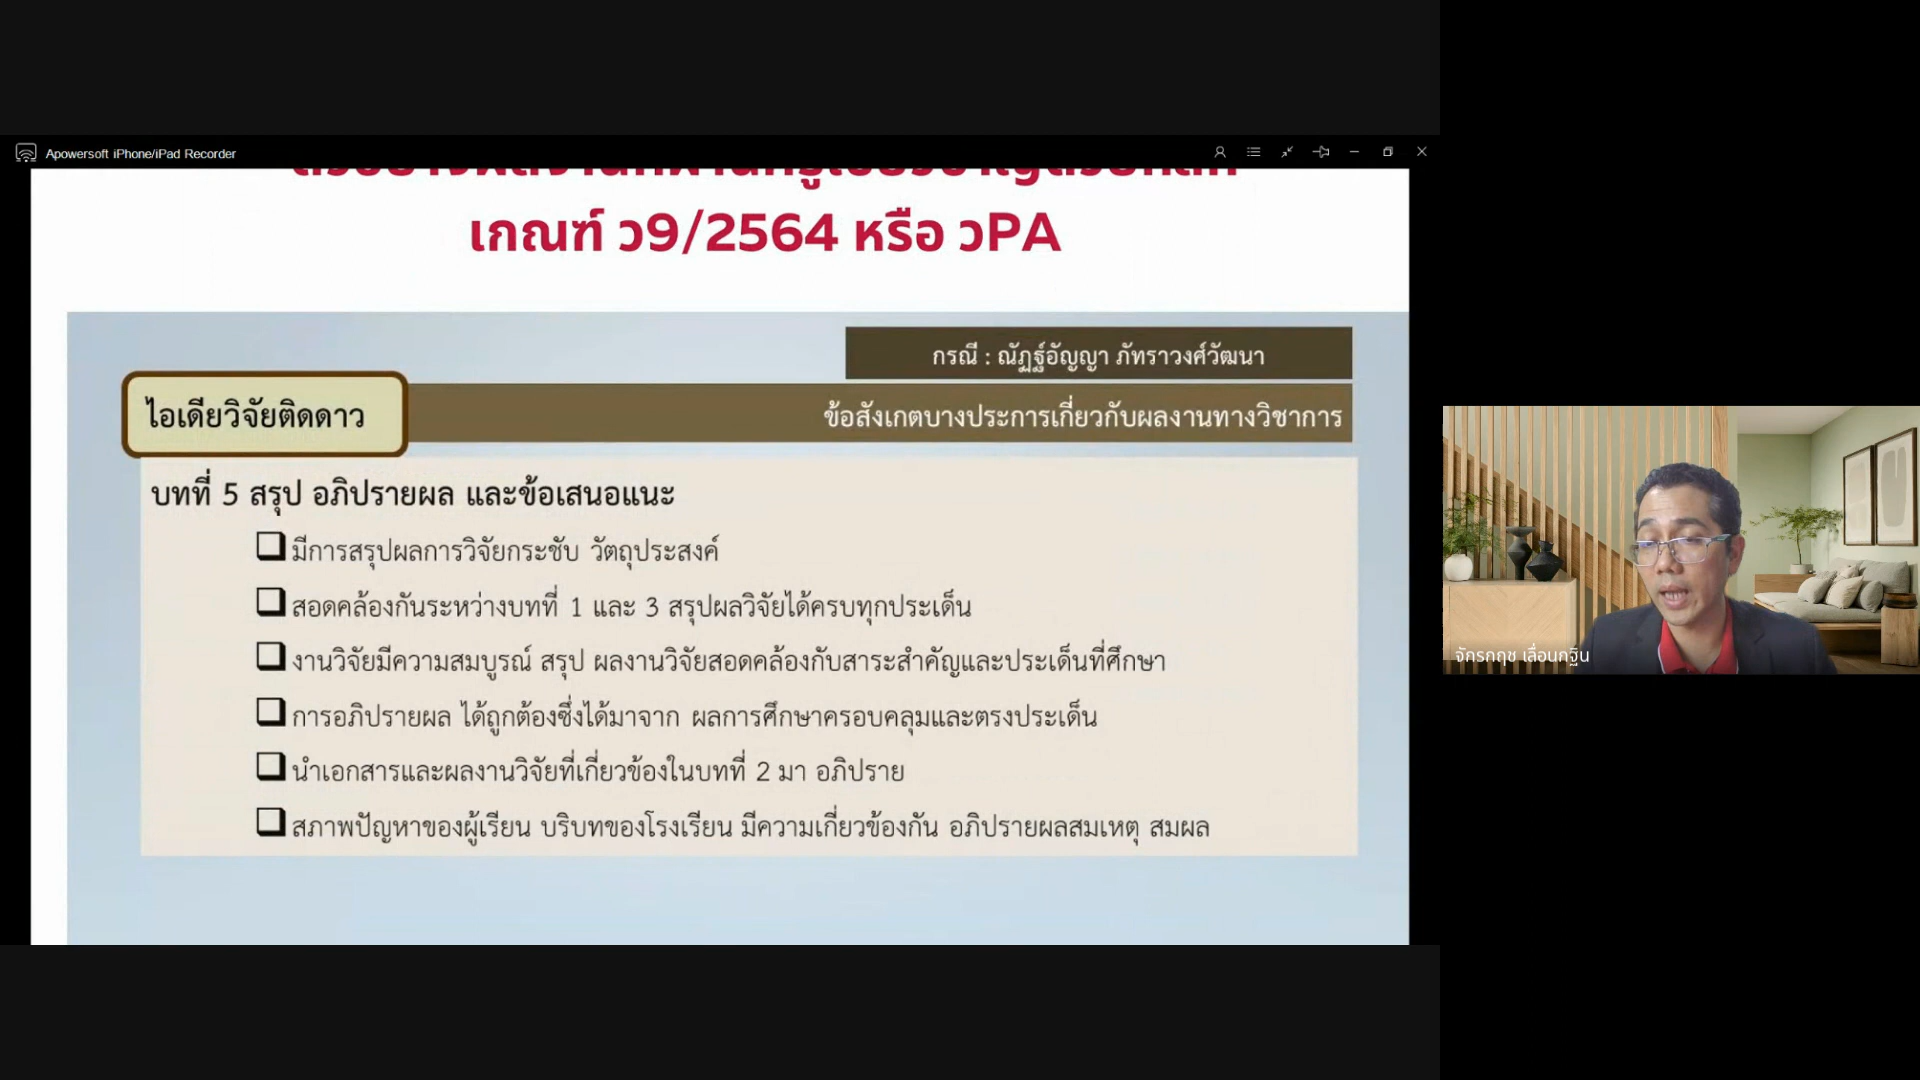 Apowersoft iPhone/iPad Recorder
เกณฑ์ ว9/2564 หรือ วPA
กรณี : ณัฏฐ์อัญญา ภัทราวงศ์วัฒนา
ไอเดียวิจัยติดดาว
ข้อสังเกตบางประการเกี่ยวกับผลงานทางวิชาการ
บทที่ 5 สรุป อภิปรายผล และข้อเสนอแนะ
มีการสรุปผลการวิจัยกระชับ วัตถุประสงค์
สอดคล้องกันระหว่างบทที่ 1 และ 3 สรุปผลวิจัยได้ครบทุกประเด็น
งานวิจัยมีความสมบูรณ์ สรุป ผลงานวิจัยสอดคล้องกับสาระสำคัญและประเด็นที่ศึกษา
การอภิปรายผล ได้ถูกต้องซึ่งได้มาจาก ผลการศึกษาครอบคลุมและตรงประเด็น
นำเอกสารและผลงานวิจัยที่เกี่ยวข้องในบทที่ 2 มา อภิปราย
สภาพปัญหาของผู้เรียน บริบทของโรงเรียน มีความเกี่ยวข้องกัน อภิปรายผลสมเหตุ สมผล
จักรกฤช เลื่อนกฐิน